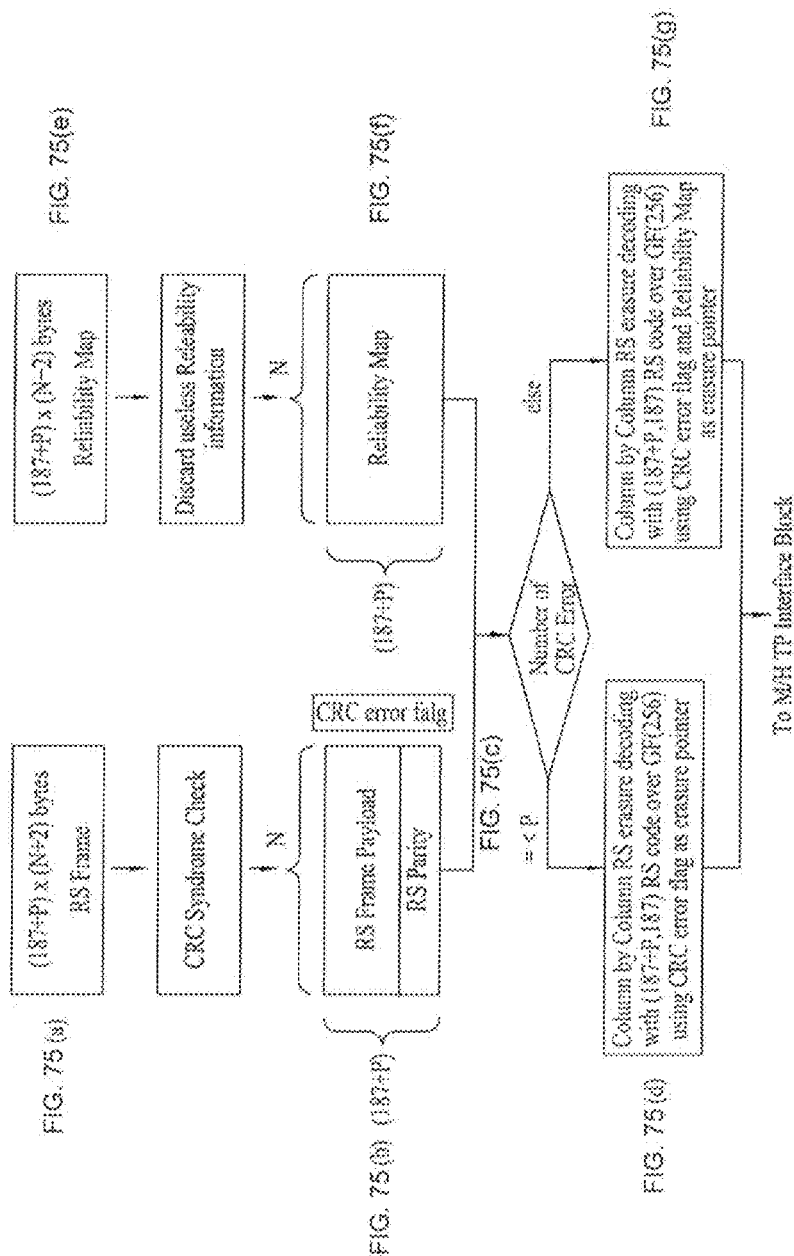 FIG. 75(a)
(187+P) x (N+2) bytes
RS Frame
CRC Syndrome Check
N
FIG. 75(b)
(187+P)
RS Frame Payload
RS Parity
CRC error falg
FIG. 75(c)
FIG. 75(e)
(187+P) x (N+2) bytes
Reliability Map
Discard useless Releability
information
N
(187+P)
Reliability Map
FIG. 75(f)
Number of
CRC Error
= < P
else
FIG. 75(d)
Column by Column RS erasure decoding
with (187+P,187) RS code over GF(256)
using CRC error flag as erasure pointer
Column by Column RS erasure decoding
with (187+P,187) RS code over GF(256)
using CRC error flag and Reliability Map
as erasure pointer
FIG. 75(g)
To M/H TP Interface Block